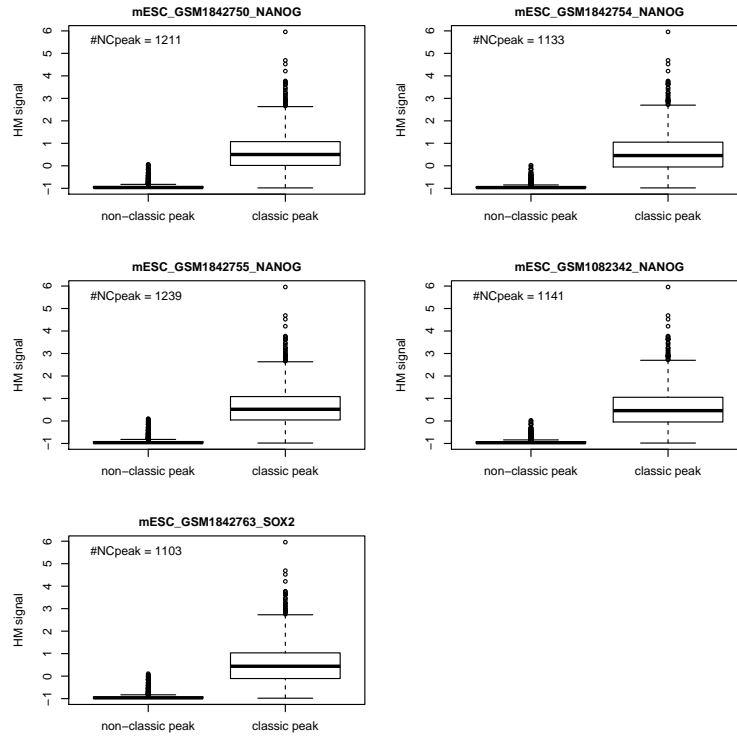 mESC_GSM1842750_NANOG
#NCpeak = 1211
HM signal
6
5
4
3
2
1
0
−1
non−classic peak classic peak
mESC_GSM1842754_NANOG
#NCpeak = 1133
HM signal
6
5
4
3
2
1
0
−1
non−classic peak classic peak
mESC_GSM1842755_NANOG
#NCpeak = 1239
HM signal
6
5
4
3
2
1
0
−1
non−classic peak classic peak
mESC_GSM1082342_NANOG
#NCpeak = 1141
HM signal
6
5
4
3
2
1
0
−1
non−classic peak classic peak
mESC_GSM1842763_SOX2
#NCpeak = 1103
HM signal
6
5
4
3
2
1
0
−1
non−classic peak classic peak